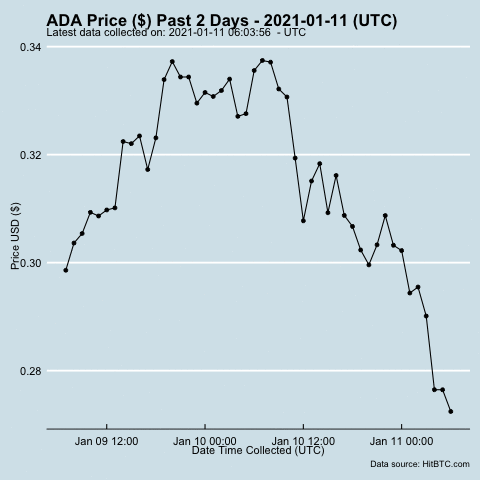 ADA Price ($) Past 2 Days - 2021-01-11 (UTC)
Latest data collected on: 2021-01-11 06:03:56  - UTC
0.34
0.32
0.30
0.28
Price USD ($)
Jan 09 12:00 Jan 10 00:00 Jan 10 12:00 Jan 11 00:00
Date Time Collected (UTC)
Data source: HitBTC.com